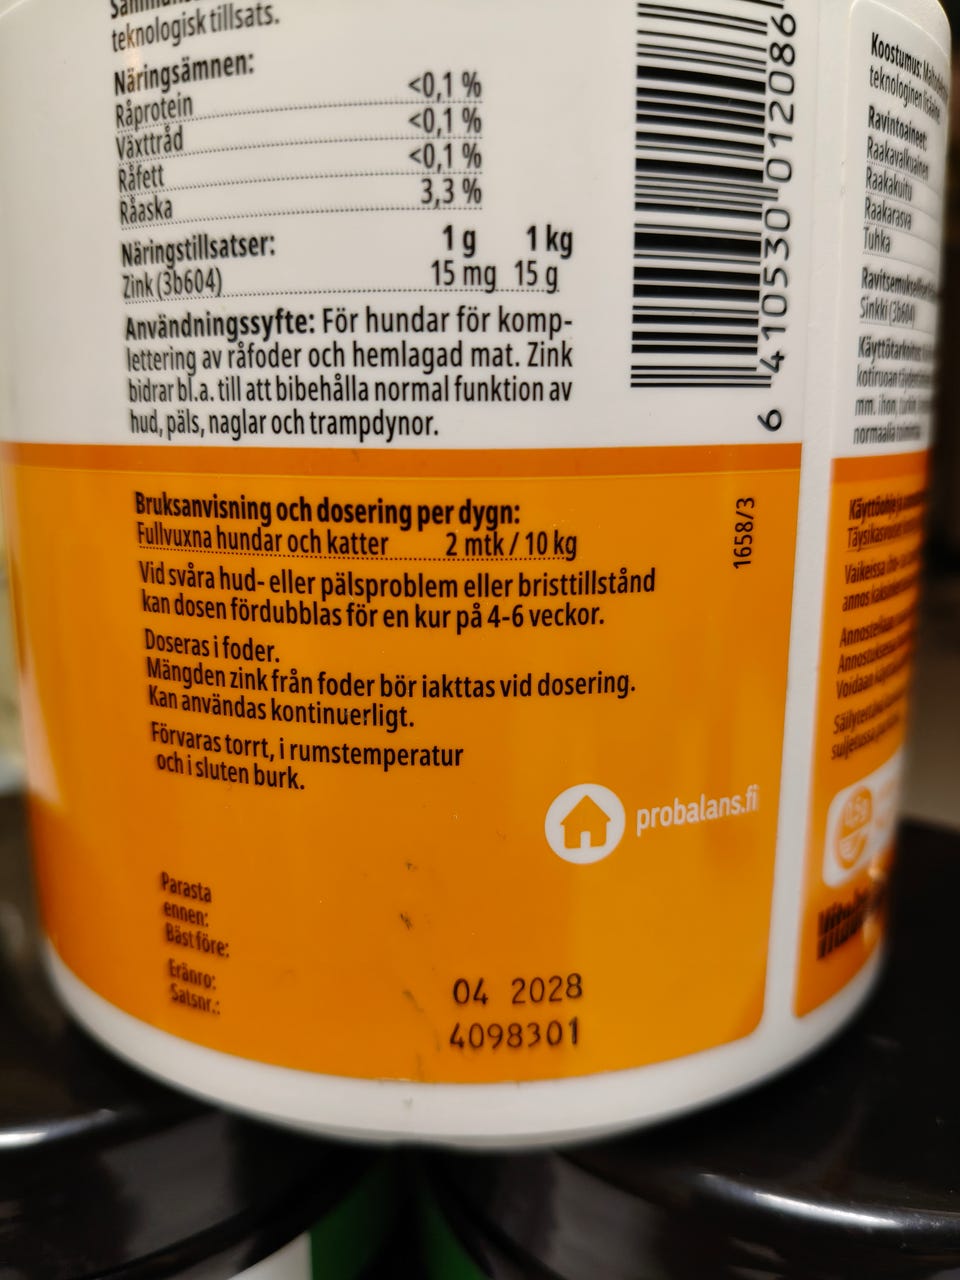 teknologisk tillsats.
Näringsämnen:
Råprotein <0,1 %
Växttråd <0,1 %
Råfett <0,1 %
Råaska 3,3 %
Näringstillsatser: 1 g 1 kg
Zink (3b604) 15 mg 15 g
Användningssyfte: För hundar för komp-
lettering av råfoder och hemlagad mat. Zink
bidrar bl.a. till att bibehålla normal funktion av
hud, päls, naglar och trampdynor.
6 410530 012086
Bruksanvisning och dosering per dygn:
Fullvuxna hundar och katter 2 mtk / 10 kg
Vid svåra hud- eller pälsproblem eller bristtillstånd
kan dosen fördubblas för en kur på 4-6 veckor.
Doseras i foder.
Mängden zink från foder bör iakttas vid dosering.
Kan användas kontinuerligt.
Förvaras torrt, i rumstemperatur
och i sluten burk.
1658/3
probalans.fi
Parasta
ennen:
Bäst före:
Eränro:
Satsnr.:
04 2028
4098301
Koostumus:
teknologinen
Ravintoaineet:
Raakavalkuainen
Raakakuitu
Raakarasva
Tuhka
Sinkki (3b604)
mm. ihon,
normaalia
0,5g